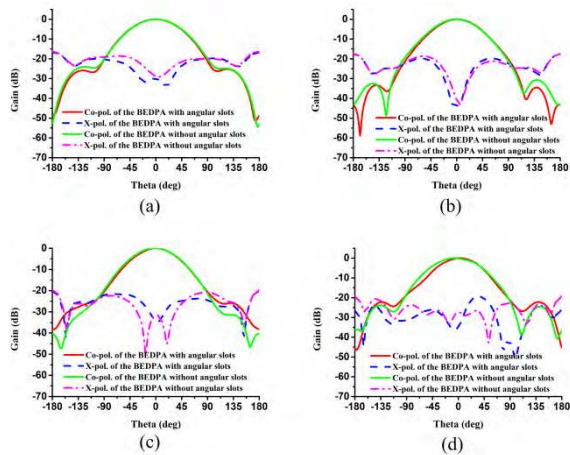 0
-10
-20
-30
-40
-50
-60
-70
Gain (dB)
Co-pol. of the BEDPA with angular slots
X-pol. of the BEDPA with angular slots
Co-pol. of the BEDPA without angular slots
X-pol. of the BEDPA without angular slots
-180 -135 -90 -45 0 45 90 135 180
Theta (deg)
(a)
0
-10
-20
-30
-40
-50
-60
-70
Gain (dB)
Co-pol. of the BEDPA with angular slots
X-pol. of the BEDPA with angular slots
Co-pol. of the BEDPA without angular slots
X-pol. of the BEDPA without angular slots
-180 -135 -90 -45 0 45 90 135 180
Theta (deg)
(b)
0
-10
-20
-30
-40
-50
-60
-70
Gain (dB)
Co-pol. of the BEDPA with angular slots
X-pol. of the BEDPA with angular slots
Co-pol. of the BEDPA without angular slots
X-pol. of the BEDPA without angular slots
-180 -135 -90 -45 0 45 90 135 180
Theta (deg)
(c)
0
-10
-20
-30
-40
-50
-60
-70
Gain (dB)
Co-pol. of the BEDPA with angular slots
X-pol. of the BEDPA with angular slots
Co-pol. of the BEDPA without angular slots
X-pol. of the BEDPA without angular slots
-180 -135 -90 -45 0 45 90 135 180
Theta (deg)
(d)